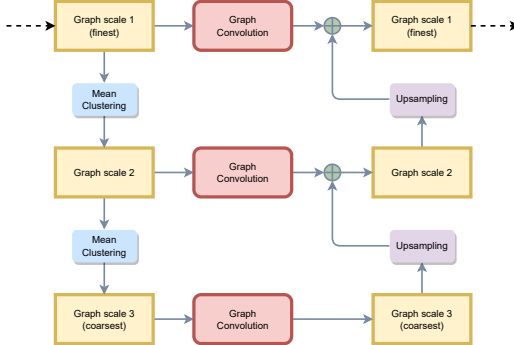 Graph scale 1
(finest)
Graph
Convolution
Graph scale 1
(finest)
Mean
Clustering
Upsampling
Graph scale 2
Graph
Convolution
Graph scale 2
Mean
Clustering
Upsampling
Graph scale 3
(coarsest)
Graph
Convolution
Graph scale 3
(coarsest)